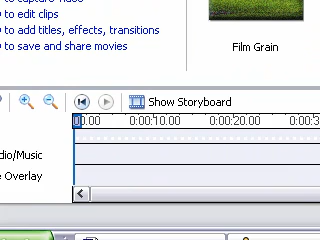 to edit clips
to add titles, effects, transitions
to save and share movies
Film Grain
Show Storyboard
0:00:10.00 0:00:20.00
dio/Music
Overlay